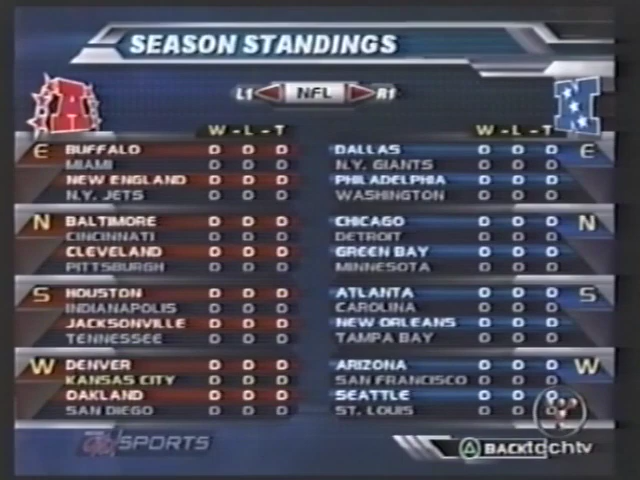 SEASON STANDINGS
L1 NFL R1
A N
W - L - T W - L - T
E BUFFALO 0 0 0 DALLAS 0 0 0 E
MIAMI 0 0 0 N.Y. GIANTS 0 0 0
NEW ENGLAND 0 0 0 PHILADELPHIA 0 0 0
N.Y. JETS 0 0 0 WASHINGTON 0 0 0
N BALTIMORE 0 0 0 CHICAGO 0 0 0 N
CINCINNATI 0 0 0 DETROIT 0 0 0
CLEVELAND 0 0 0 GREEN BAY 0 0 0
PITTSBURGH 0 0 0 MINNESOTA 0 0 0
S HOUSTON 0 0 0 ATLANTA 0 0 0 S
INDIANAPOLIS 0 0 0 CAROLINA 0 0 0
JACKSONVILLE 0 0 0 NEW ORLEANS 0 0 0
TENNESSEE 0 0 0 TAMPA BAY 0 0 0
W DENVER 0 0 0 ARIZONA 0 0 0 W
KANSAS CITY 0 0 0 SAN FRANCISCO 0 0 0
OAKLAND 0 0 0 SEATTLE 0 0 0
SAN DIEGO 0 0 0 ST. LOUIS 0 0 0
SPORTS BACK techtv